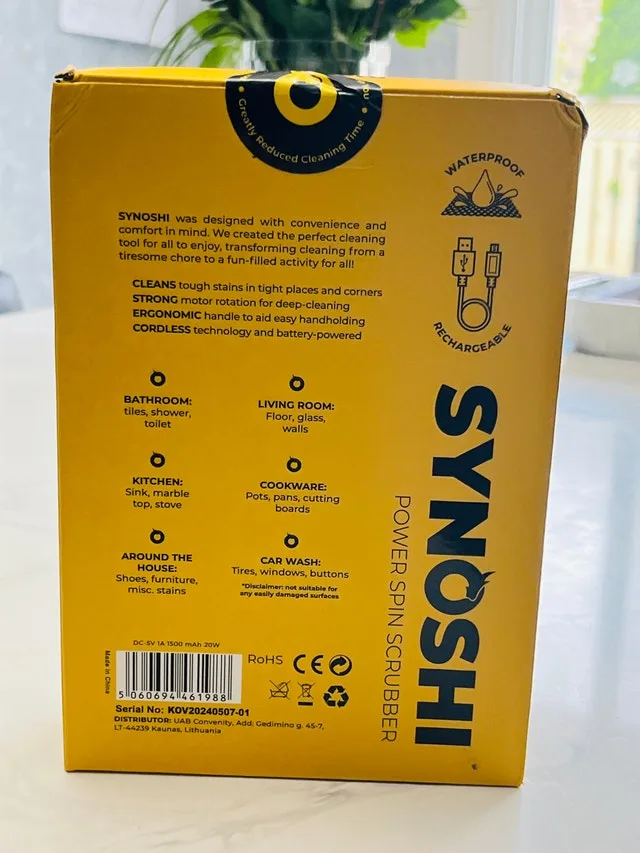 Greatly Reduced Cleaning Time
WATERPROOF
SYNOSHI was designed with convenience and
comfort in mind. We created the perfect cleaning
tool for all to enjoy, transforming cleaning from a
tiresome chore to a fun-filled activity for all!
CLEANS tough stains in tight places and corners
STRONG motor rotation for deep-cleaning
ERGONOMIC handle to aid easy handholding
CORDLESS technology and battery-powered
RECHARGEABLE
BATHROOM:
tiles, shower,
toilet
LIVING ROOM:
Floor, glass,
walls
KITCHEN:
Sink, marble
top, stove
COOKWARE:
Pots, pans, cutting
boards
AROUND THE
HOUSE:
Shoes, furniture,
misc. stains
CAR WASH:
Tires, windows, buttons
*Disclaimer: not suitable for
any easily damaged surfaces
SYNOSHI
POWER SPIN SCRUBBER
DC-5V 1A 1500 mAh 20W
Made in China
RoHS CE
5 060694 461988
Serial No: KOV20240507-01
DISTRIBUTOR: UAB Convenity, Add: Gedimino g. 45-7,
LT-44239 Kaunas, Lithuania